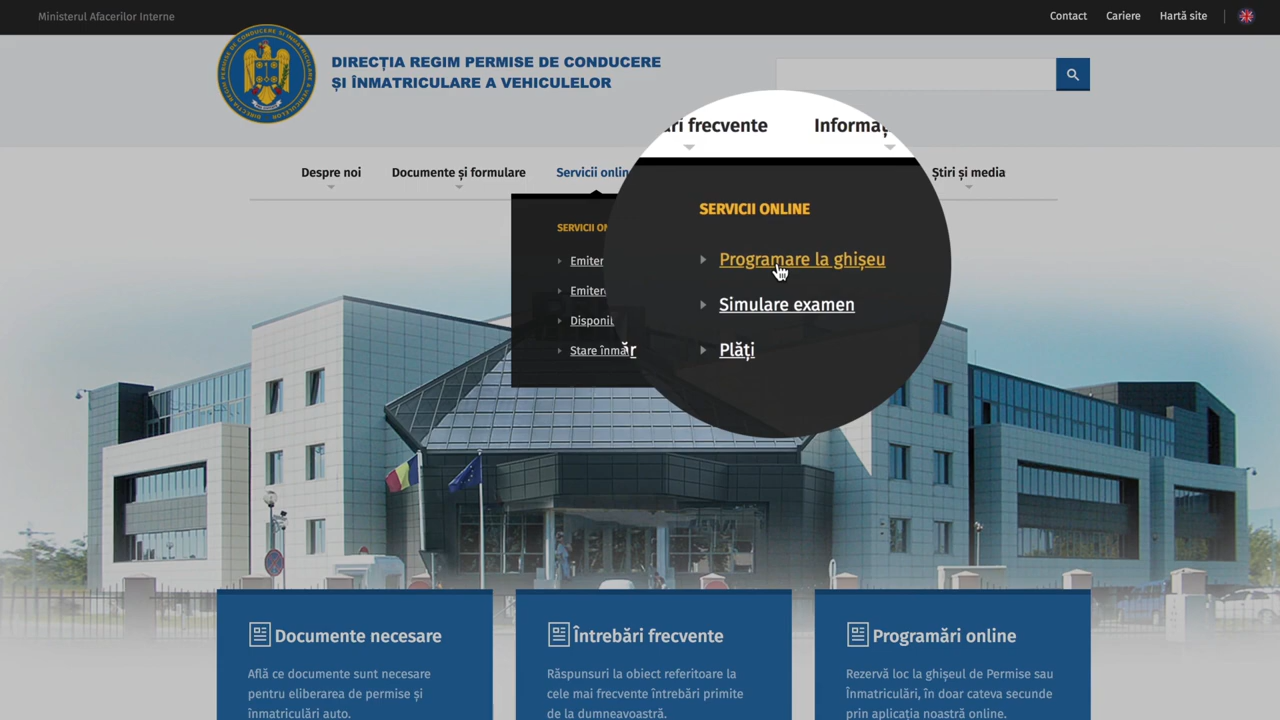 Ministerul Afacerilor Interne
Contact
Cariere
Hartă site
DIRECȚIA REGIM PERMISE DE CONDUCERE
ȘI ÎNMATRICULARE A VEHICULELOR
ări frecvente
Informaț
Despre noi
Documente și formulare
Servicii onlin
Știri și media
SERVICII ONLINE
SERVICII ON
Programare la ghișeu
Emiter
Emiter
Simulare examen
Disponi
Plăți
Stare înmăr
Documente necesare
Întrebări frecvente
Programări online
Află ce documente sunt necesare
pentru eliberarea de permise și
înmatriculări auto.
Răspunsuri la obiect referitoare la
cele mai frecvente întrebări primite
de la dumneavoastră.
Rezervă loc la ghișeul de Permise sau
Înmatriculări, în doar cateva secunde
prin aplicația noastră online.